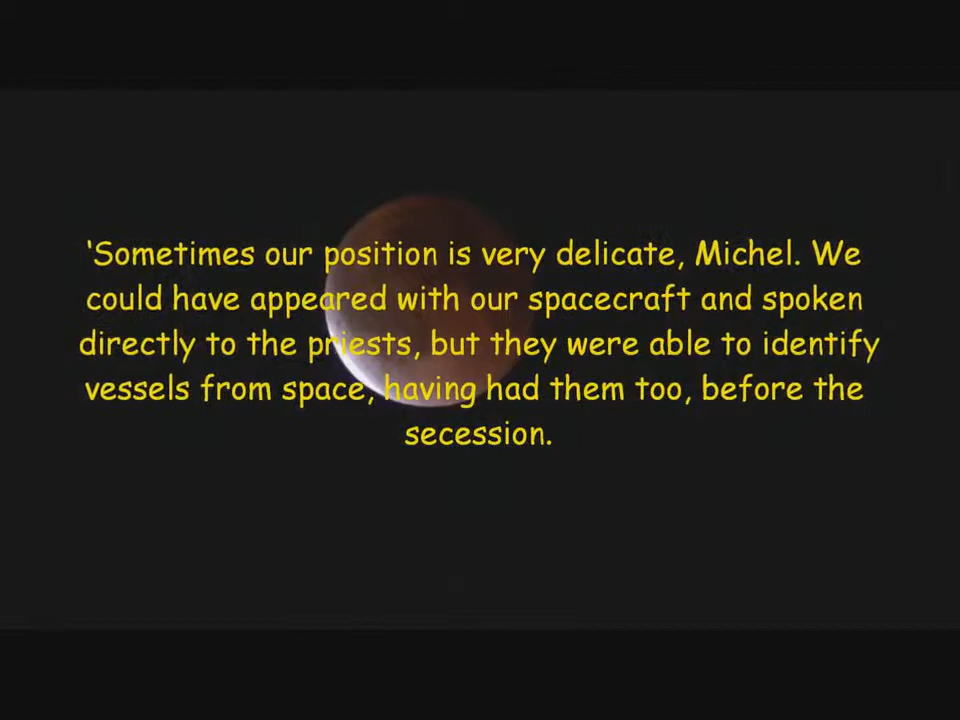 ‘Sometimes our position is very delicate, Michel. We
could have appeared with our spacecraft and spoken
directly to the priests, but they were able to identify
vessels from space, having had them too, before the
secession.